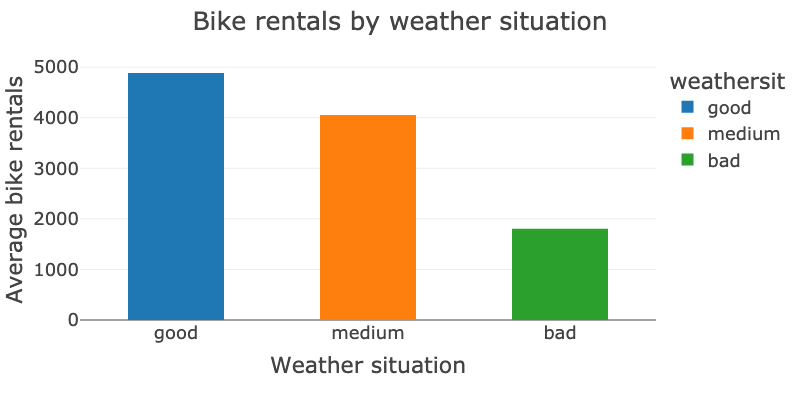 Bike rentals by weather situation
Average bike rentals
5000
4000
3000
2000
1000
0
good
medium
bad
Weather situation
weathersit
good
medium
bad